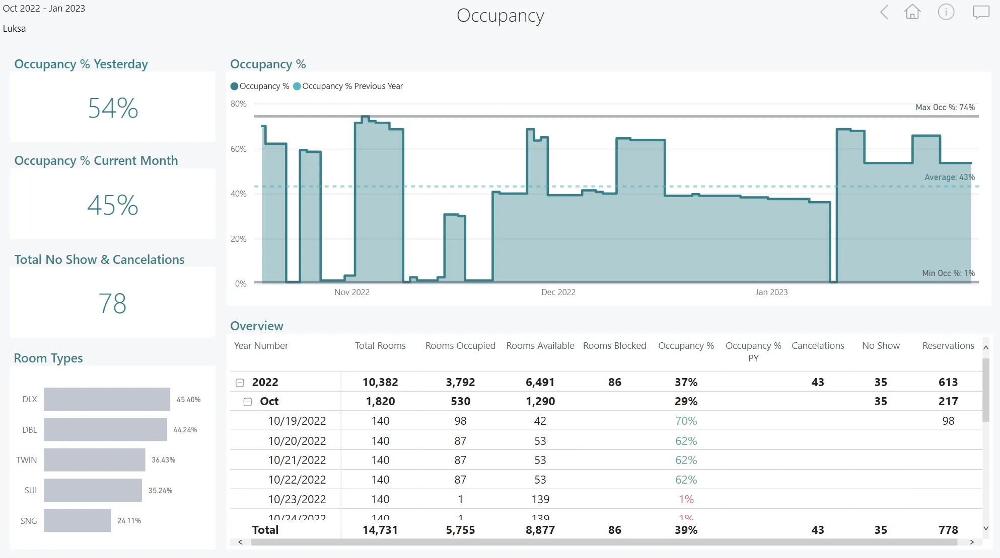 Oct 2022 - Jan 2023
Luksa
Occupancy
Occupancy % Yesterday
54%
Occupancy % Current Month
45%
Total No Show & Cancelations
78
Room Types
DLX 45.40%
DBL 44.24%
TWIN 36.43%
SUI 35.24%
SNG 24.11%
Occupancy %
Occupancy % Occupancy % Previous Year
80%
Max Occ %: 74%
60%
Average: 43%
40%
20%
Min Occ %: 1%
0%
Nov 2022 Dec 2022 Jan 2023
Overview
Year Number Total Rooms Rooms Occupied Rooms Available Rooms Blocked Occupancy % Occupancy % PY Cancelations No Show Reservations
2022 10,382 3,792 6,491 86 37% 43 35 613
Oct 1,820 530 1,290 29% 35 217
10/19/2022 140 98 42 70% 98
10/20/2022 140 87 53 62%
10/21/2022 140 87 53 62%
10/22/2022 140 87 53 62%
10/23/2022 140 1 139 1%
10/24/2022 140 1 139 1%
Total 14,731 5,755 8,877 86 39% 43 35 778